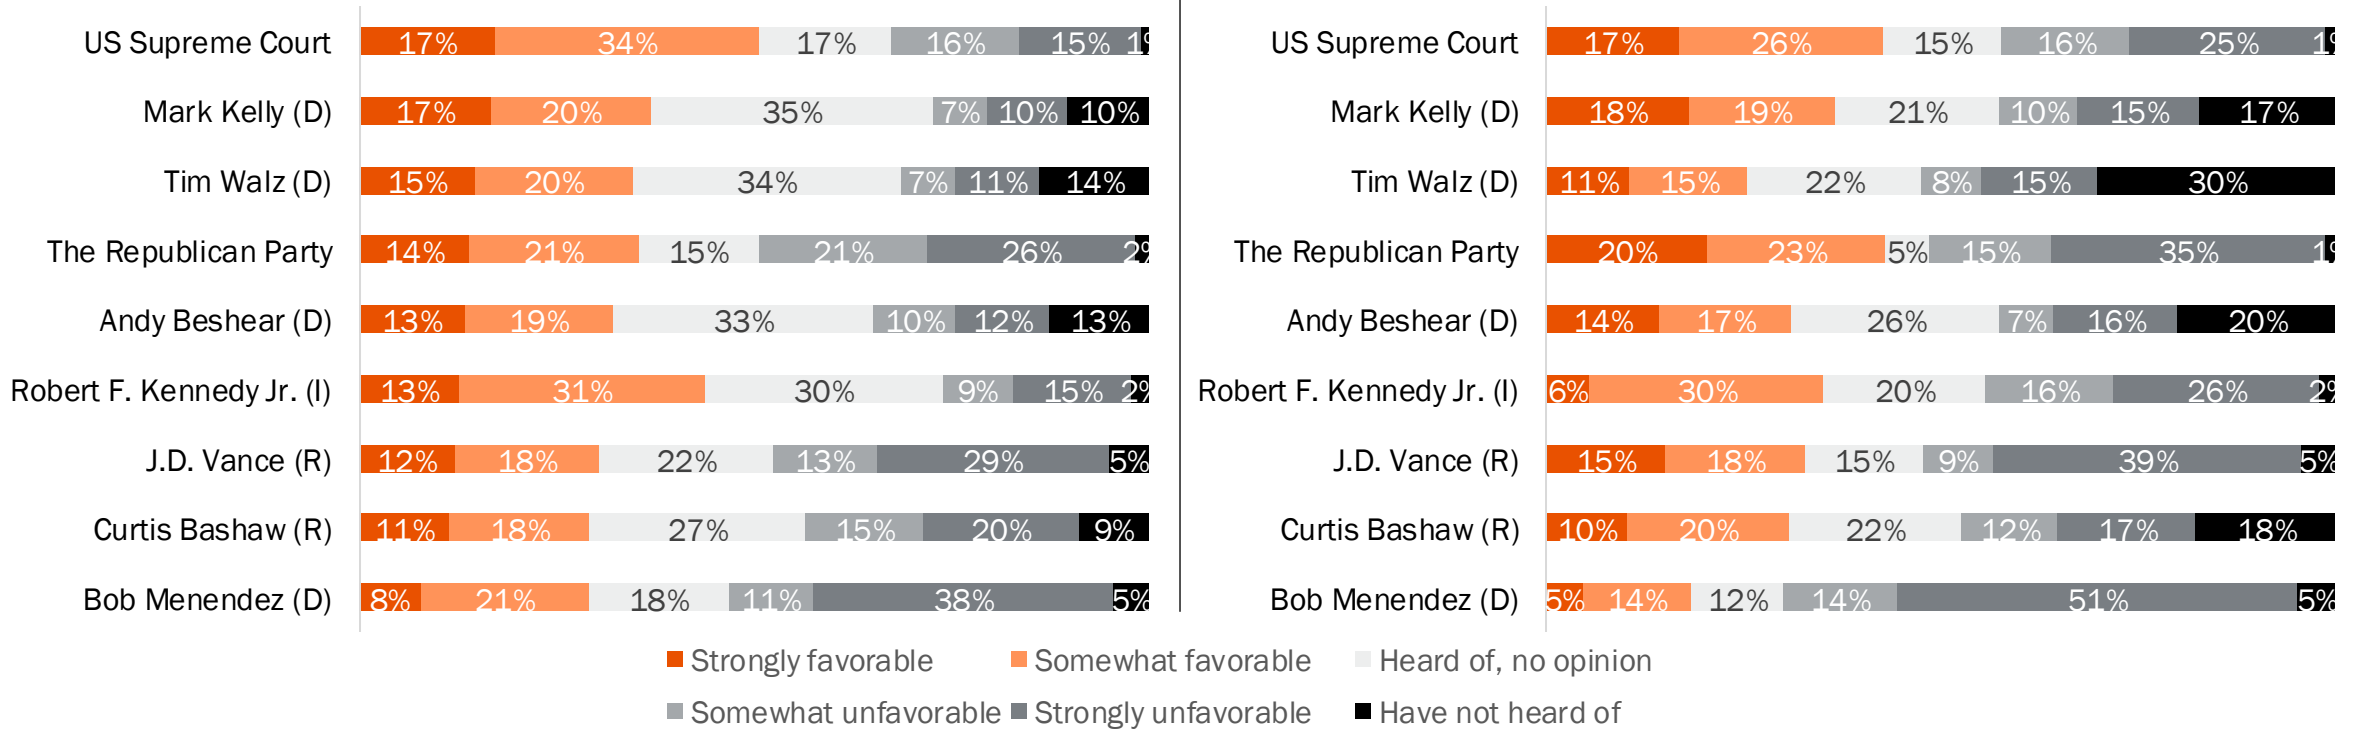 US Supreme Court 17% 34% 17% 16% 15% 1%
Mark Kelly (D) 17% 20% 35% 7% 10% 10%
Tim Walz (D) 15% 20% 34% 7% 11% 14%
The Republican Party 14% 21% 15% 21% 26% 2%
Andy Beshear (D) 13% 19% 33% 10% 12% 13%
Robert F. Kennedy Jr. (I) 13% 31% 30% 9% 15% 2%
J.D. Vance (R) 12% 18% 22% 13% 29% 5%
Curtis Bashaw (R) 11% 18% 27% 15% 20% 9%
Bob Menendez (D) 8% 21% 18% 11% 38% 5%
US Supreme Court 17% 26% 15% 16% 25% 1%
Mark Kelly (D) 18% 19% 21% 10% 15% 17%
Tim Walz (D) 11% 15% 22% 8% 15% 30%
The Republican Party 20% 23% 5% 15% 35% 1%
Andy Beshear (D) 14% 17% 26% 7% 16% 20%
Robert F. Kennedy Jr. (I) 6% 30% 20% 16% 26% 2%
J.D. Vance (R) 15% 18% 15% 9% 39% 5%
Curtis Bashaw (R) 10% 20% 22% 12% 17% 18%
Bob Menendez (D) 5% 14% 12% 14% 51% 5%
Strongly favorable Somewhat favorable Heard of, no opinion
Somewhat unfavorable Strongly unfavorable Have not heard of